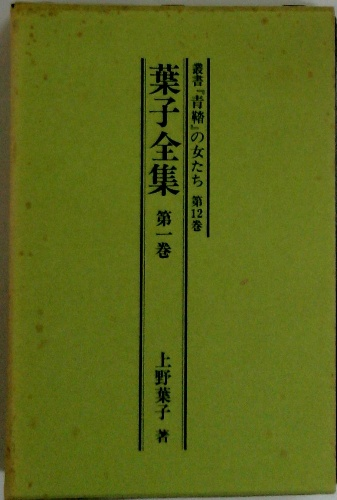 叢書『青鞜』の女たち 第12巻
葉子全集 第一巻
上野葉子 著